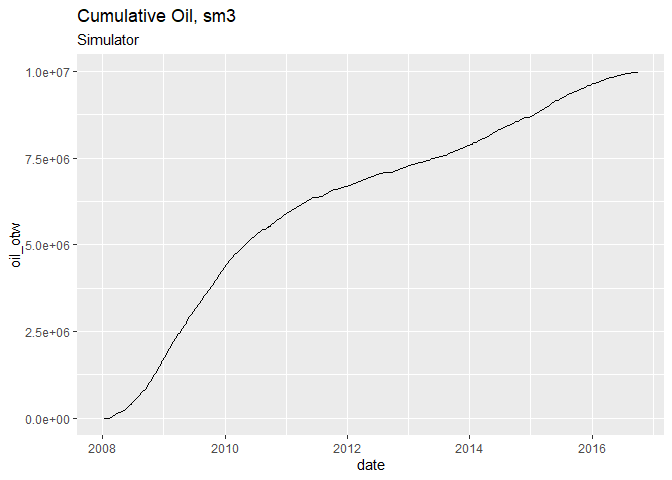 Cumulative Oil, sm3
Simulator
1.0e+07
7.5e+06
5.0e+06
2.5e+06
0.0e+00
oil_otw
2008 2010 2012 2014 2016
date